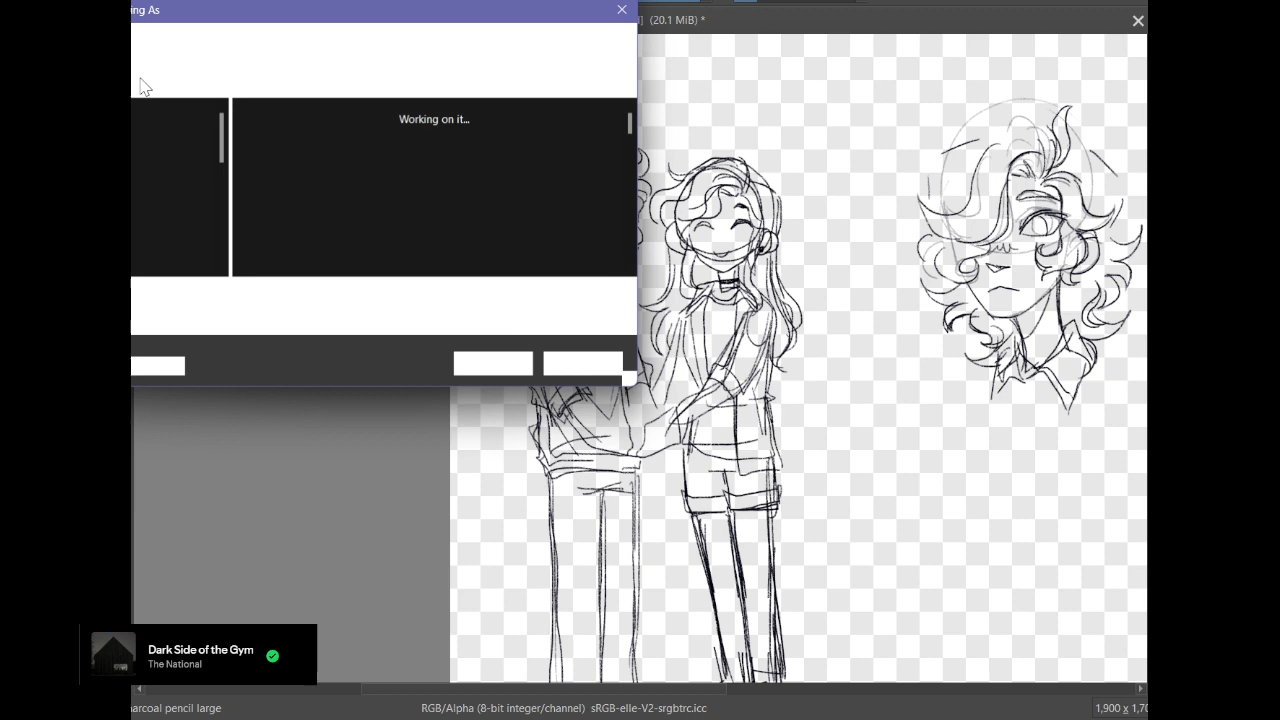 ng As
] (20.1 MiB) *
Working on it...
Dark Side of the Gym
The National
harcoal pencil large
RGB/Alpha (8-bit integer/channel) sRGB-elle-V2-srgbtrc.icc
1,900 x 1,70